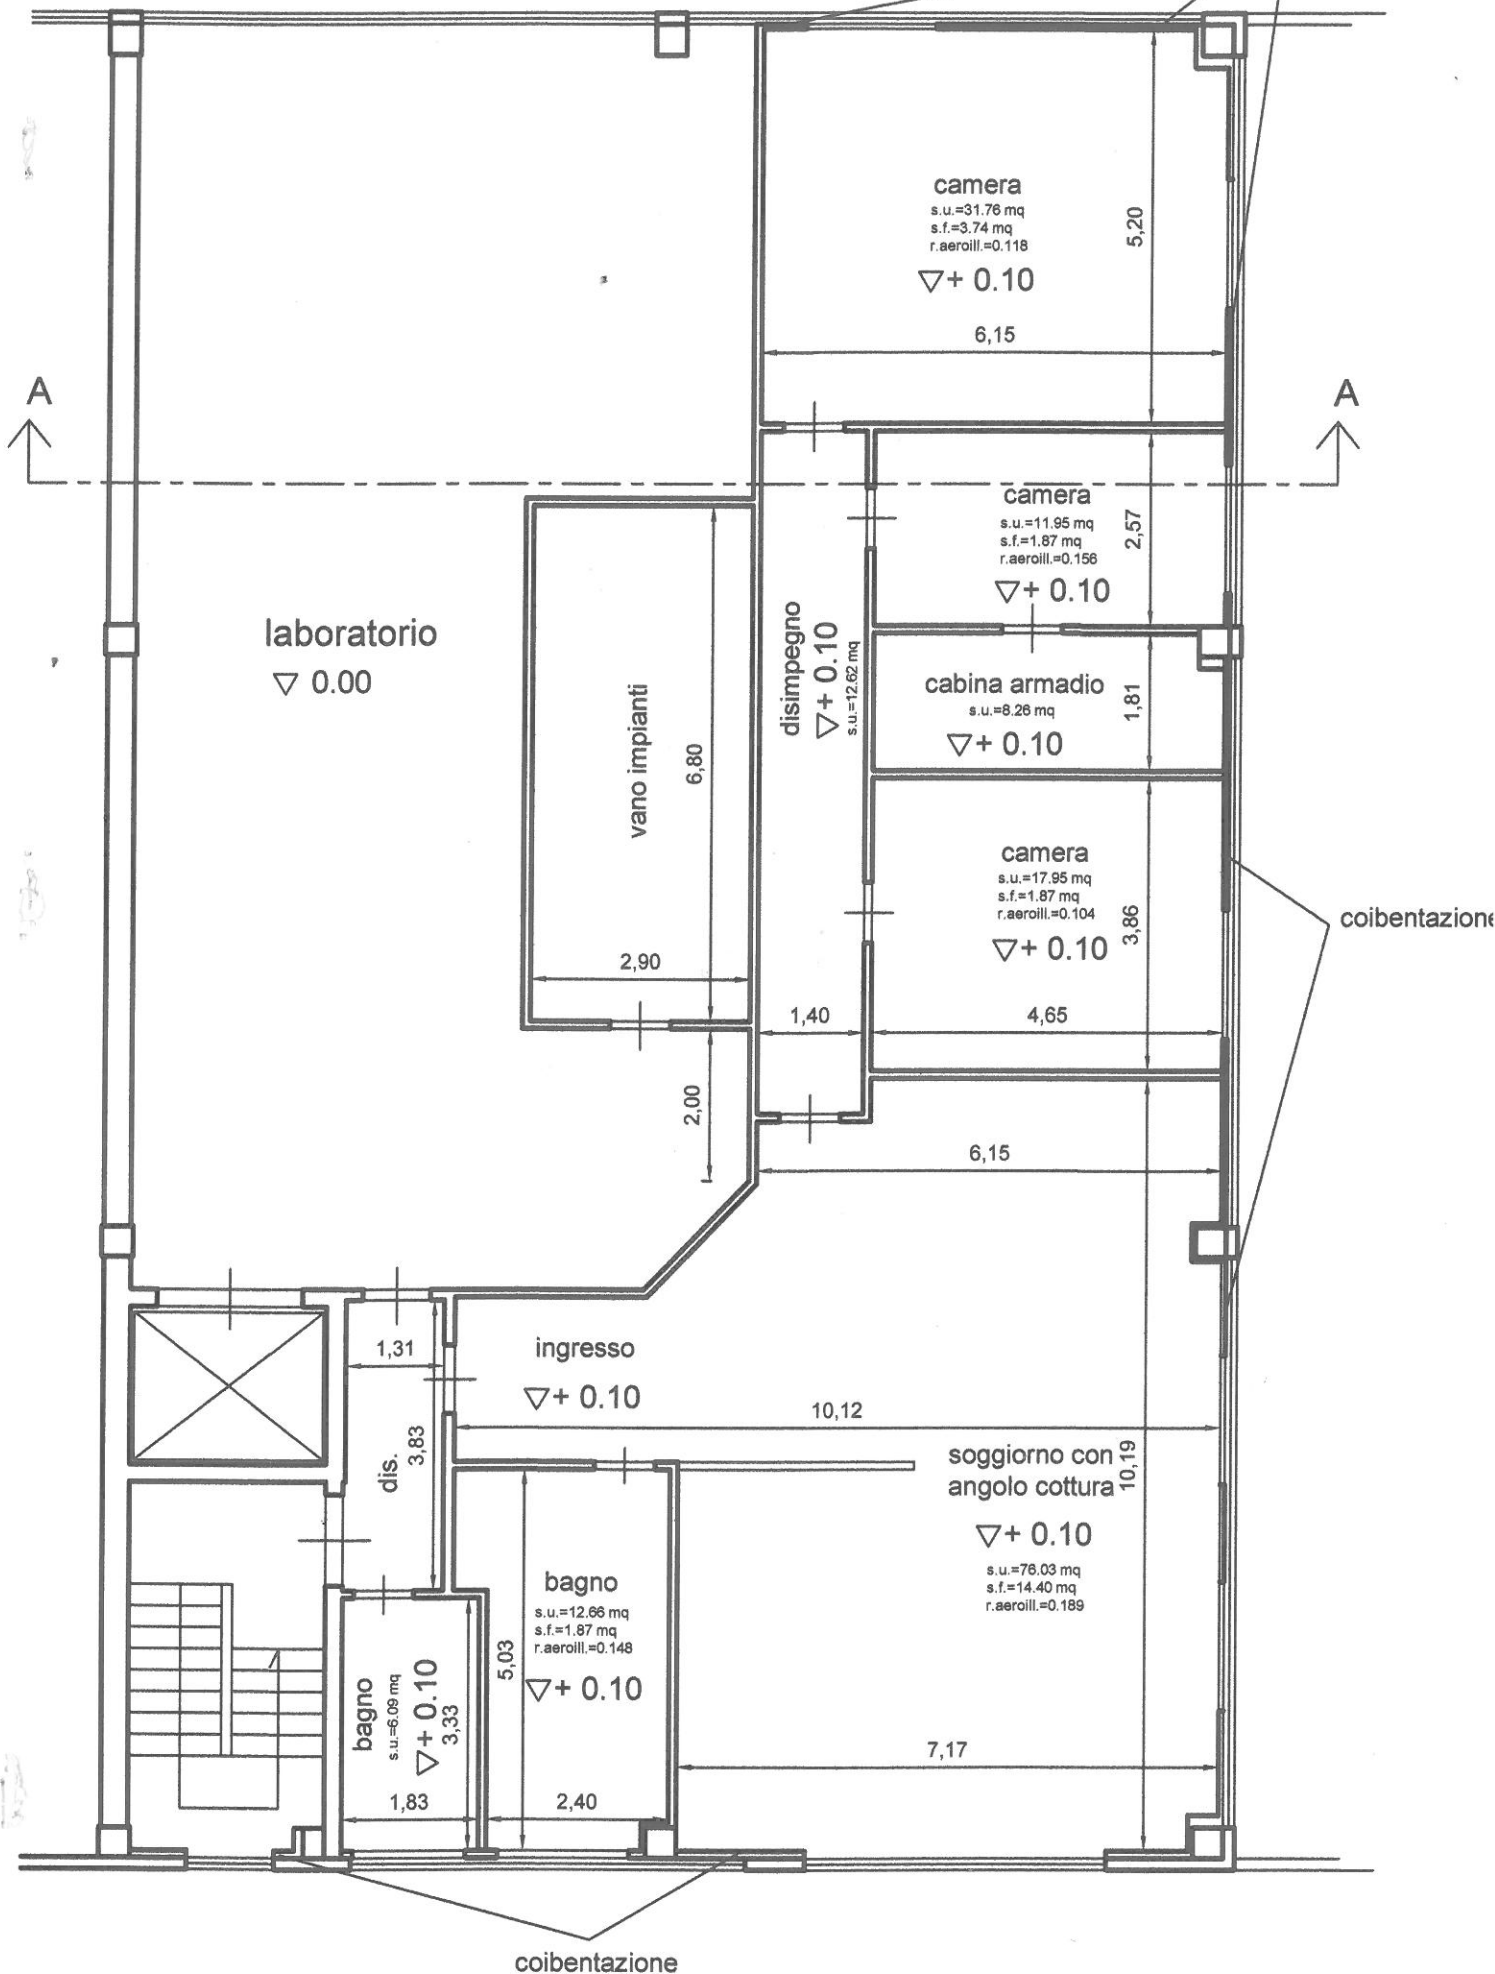 camera
s.u.=31.76 mq
s.f.=3.74 mq
r.aeroill.=0.118
+ 0.10
5,20
6,15
A
A
camera
s.u.=11.95 mq
s.f.=1.87 mq
r.aeroill.=0.156
+ 0.10
2,57
laboratorio
0.00
vano impianti
6,80
2,90
disimpegno
+ 0.10
s.u.=12.62 mq
cabina armadio
s.u.=8.26 mq
+ 0.10
1,81
camera
s.u.=17.95 mq
s.f.=1.87 mq
r.aeroill.=0.104
+ 0.10
3,86
coibentazione
1,40
4,65
2,00
6,15
1,31
ingresso
+ 0.10
10,12
dis.
3,83
soggiorno con
angolo cottura
10,19
+ 0.10
s.u.=76.03 mq
s.f.=14.40 mq
r.aeroill.=0.189
bagno
s.u.=12.66 mq
s.f.=1.87 mq
r.aeroill.=0.148
+ 0.10
5,03
bagno
s.u.=6.09 mq
+ 0.10
3,33
7,17
1,83
2,40
coibentazione